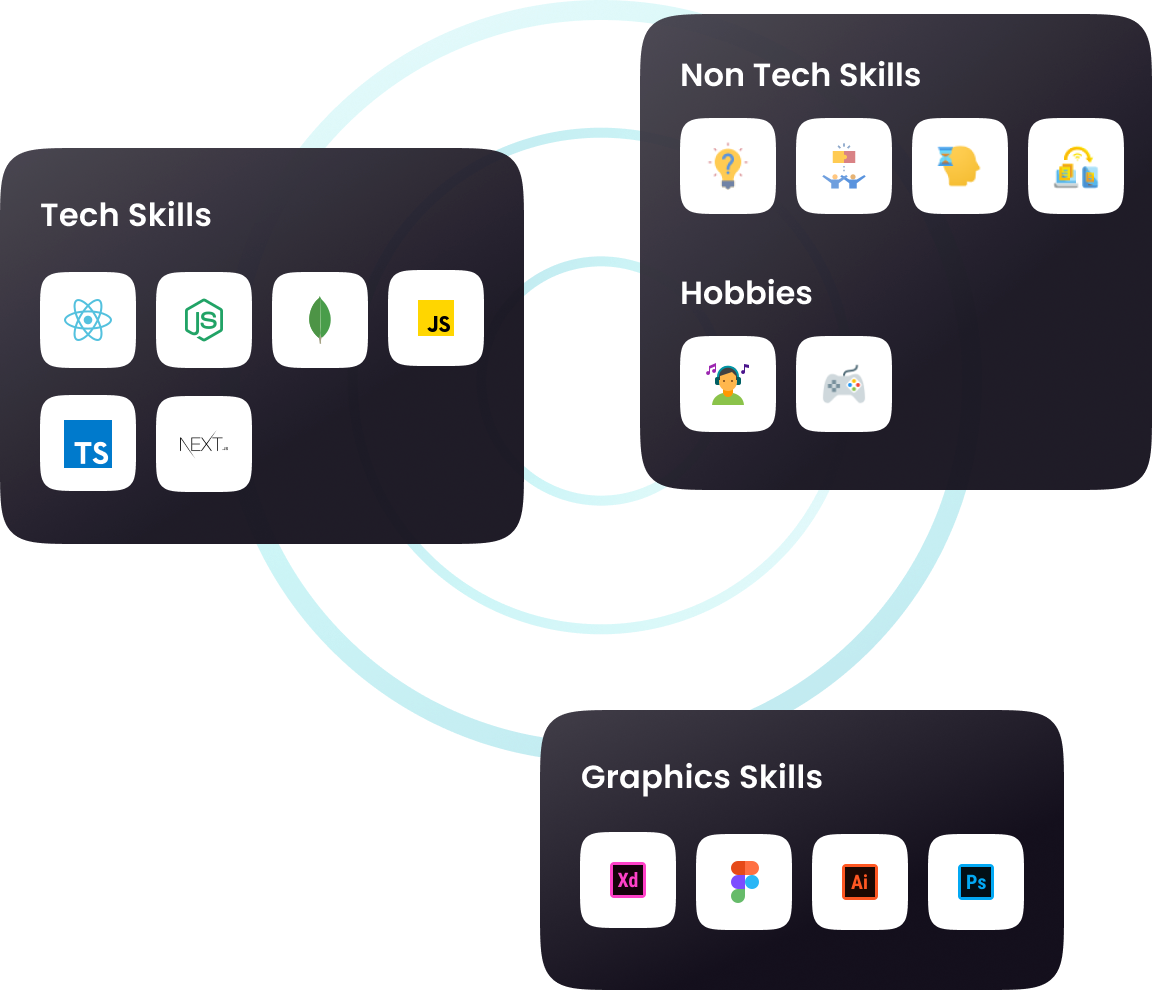 Non Tech Skills
?
Tech Skills
JS
JS
Hobbies
TS
NEXT.JS
Graphics Skills
Xd
Ai
Ps